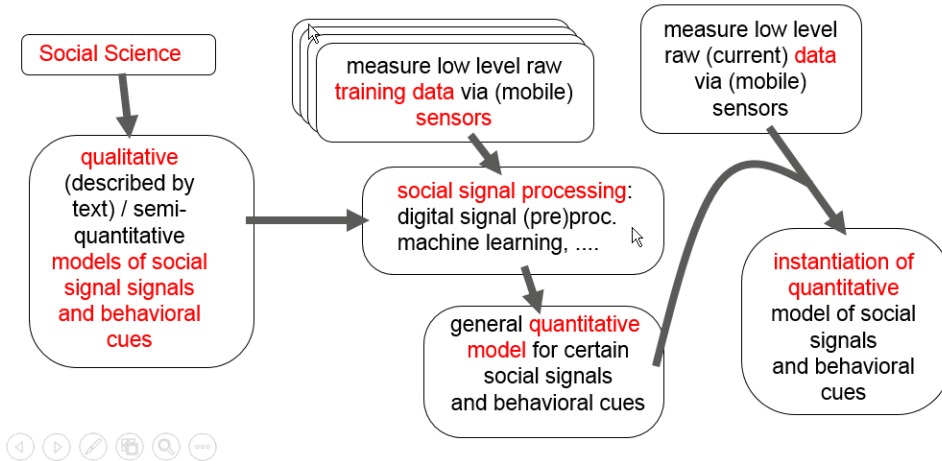 Social Science
qualitative
(described by
text) / semi-
quantitative
models of social
signal signals
and behavioral
cues
measure low level raw
training data via (mobile)
sensors
social signal processing:
digital signal (pre)proc.
machine learning, ....
general quantitative
model for certain
social signals
and behavioral cues
measure low level
raw (current) data
via (mobile)
sensors
instantiation of
quantitative
model of social
signals
and behavioral
cues